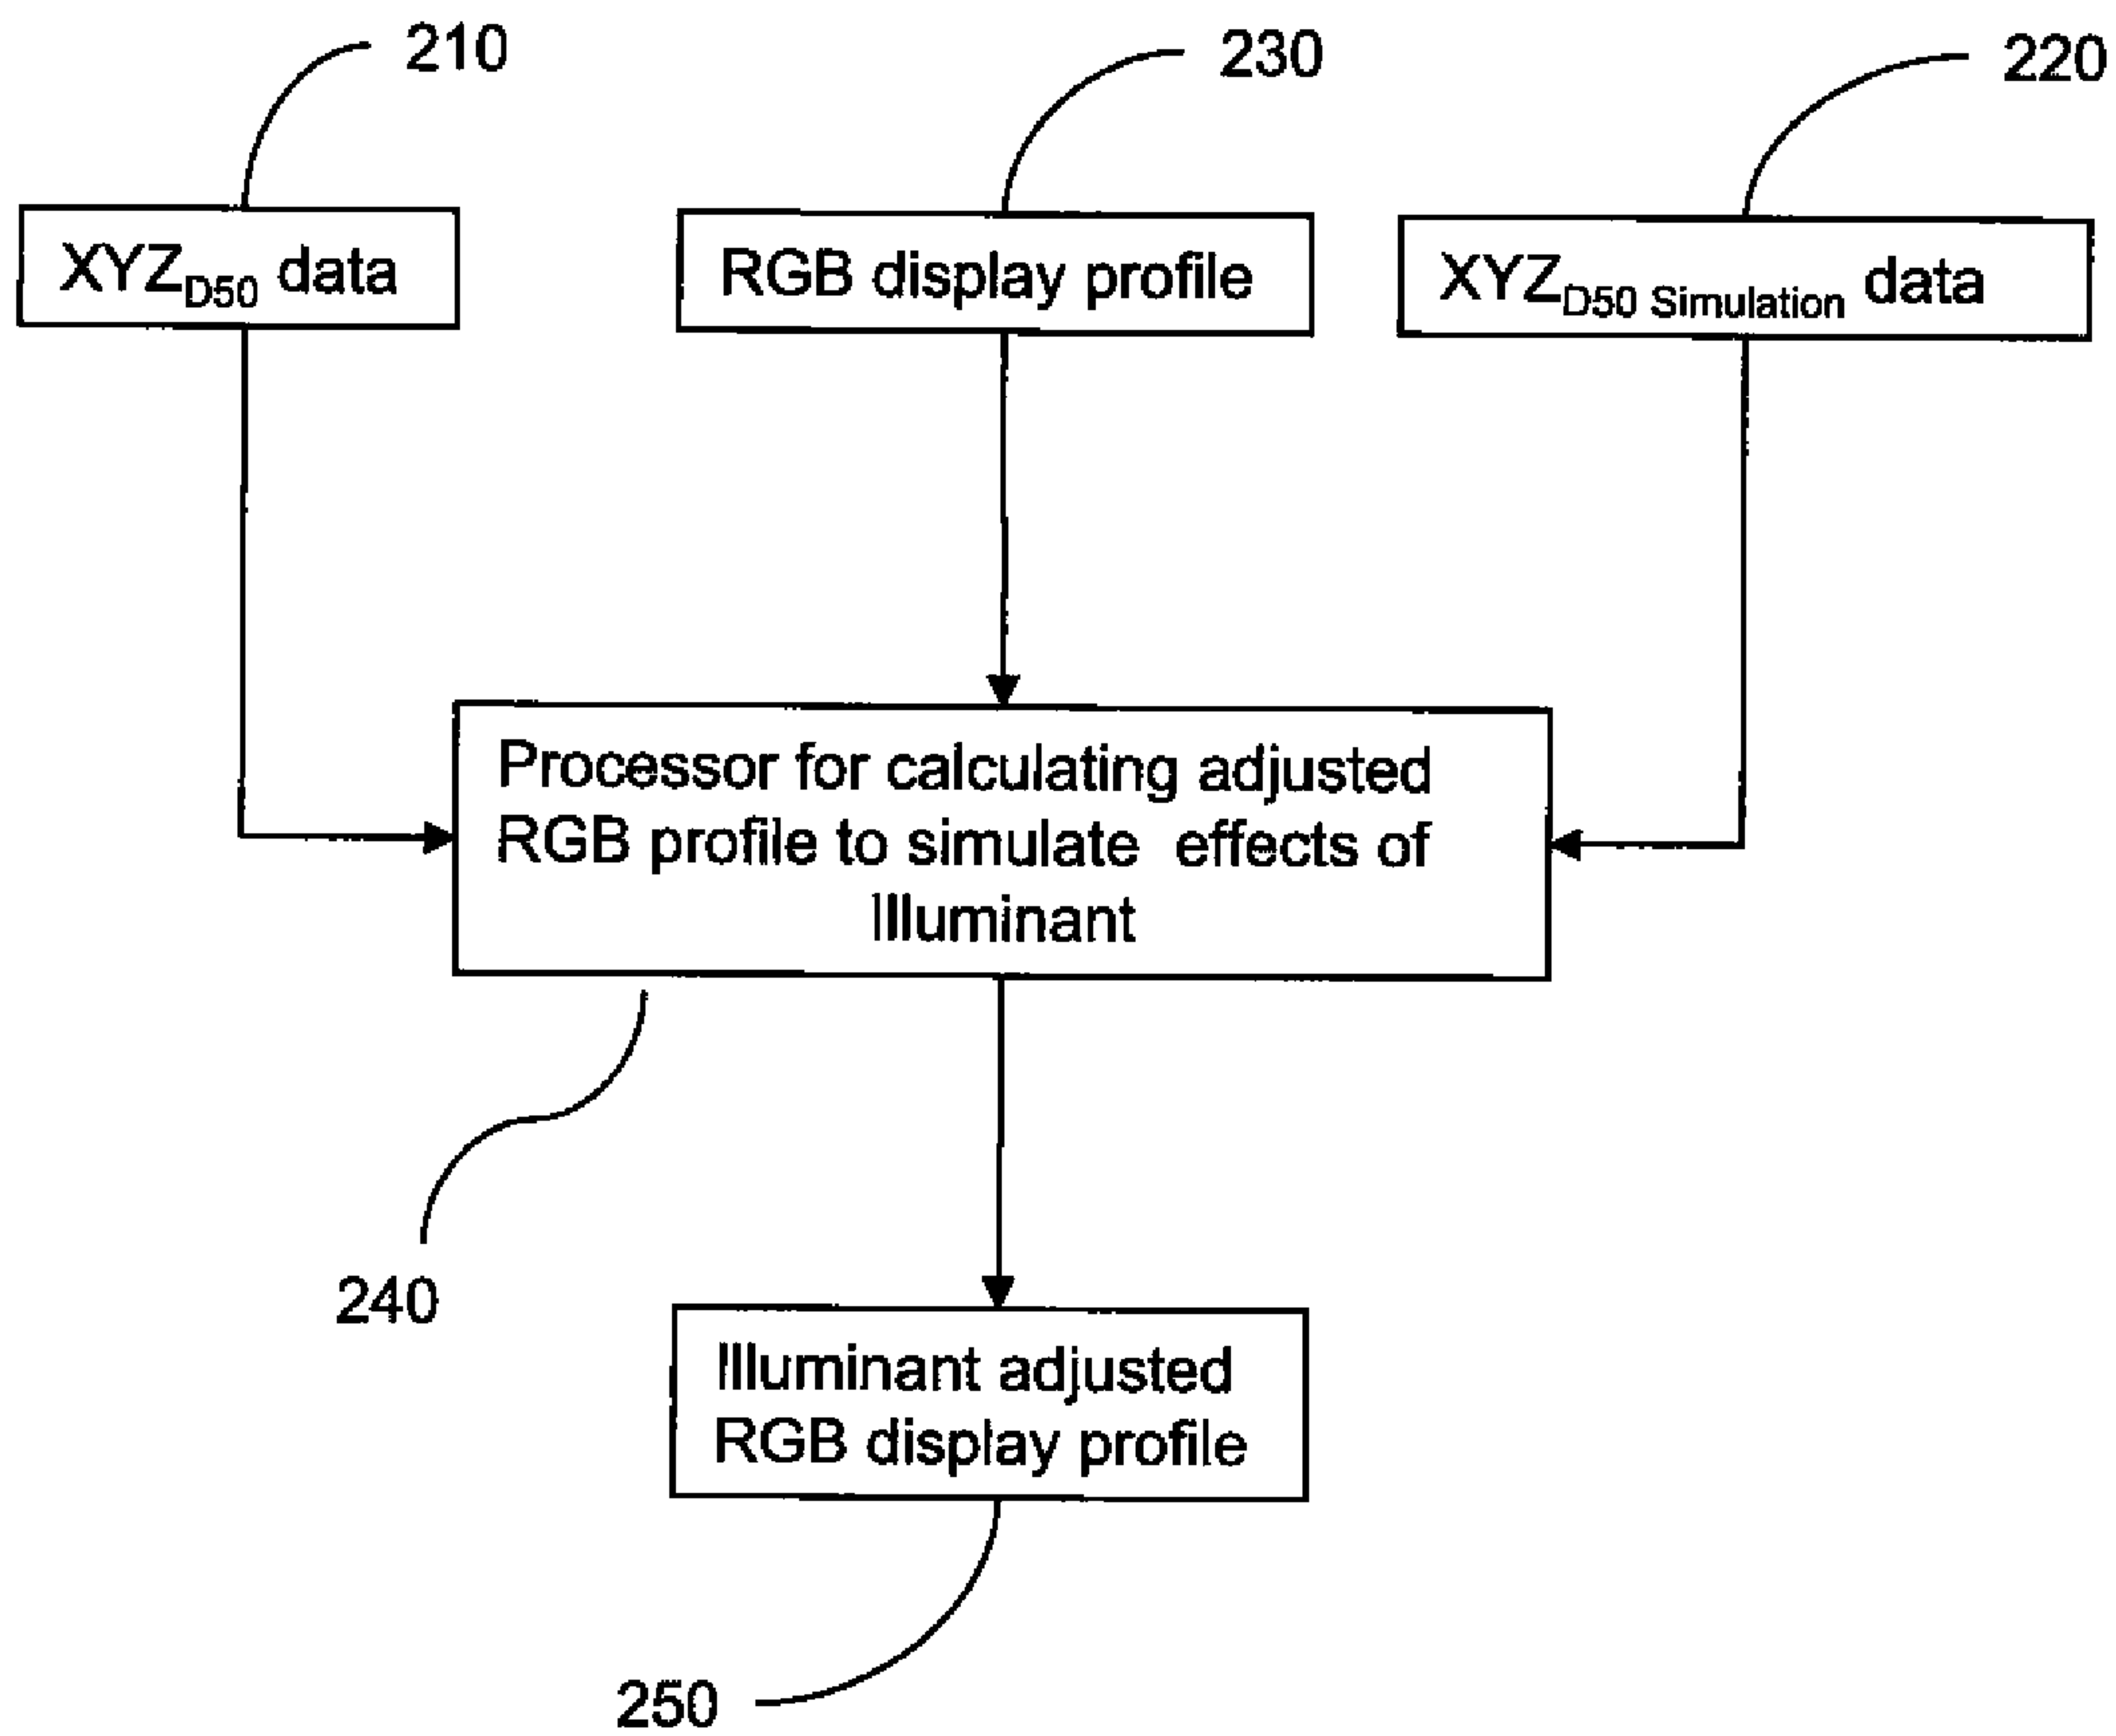 210
230
220
XYZD50 data
RGB display profile
XYZD50 Simulation data
Processor for calculating adjusted
RGB profile to simulate effects of
Illuminant
240
Illuminant adjusted
RGB display profile
250